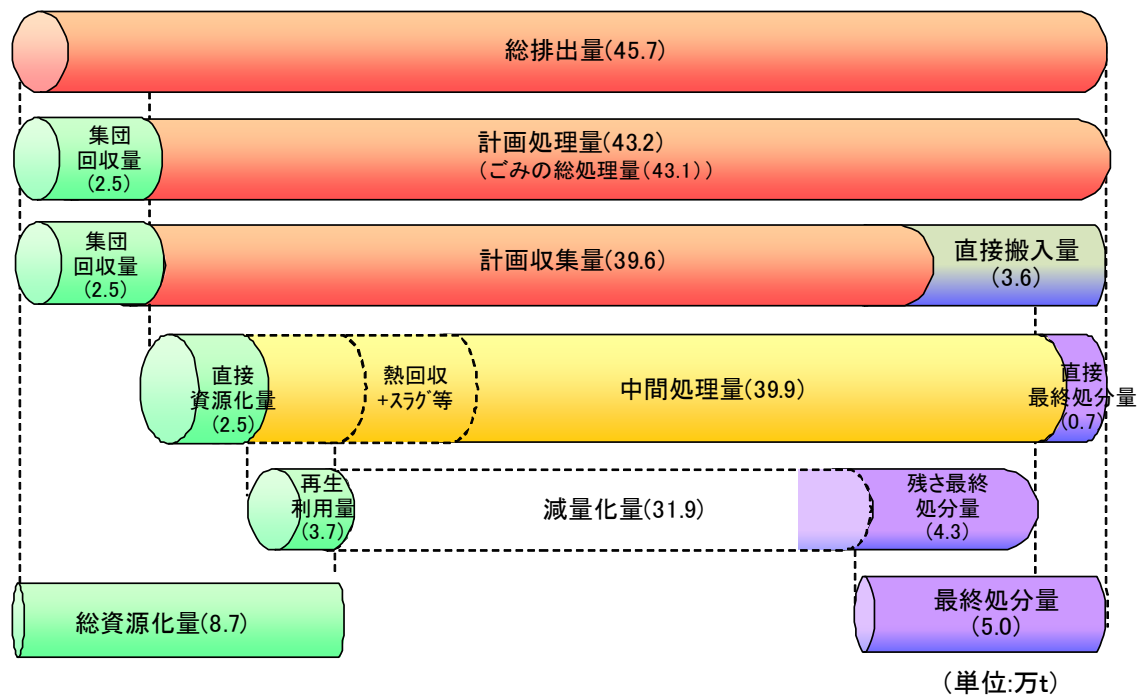 総排出量(45.7)
集団
回収量
(2.5)
計画処理量(43.2)
(ごみの総処理量(43.1))
集団
回収量
(2.5)
計画収集量(39.6)
直接搬入量
(3.6)
直接
資源化量
(2.5)
熱回収
+ｽﾗｸﾞ等
中間処理量(39.9)
直接
最終処分量
(0.7)
再生
利用量
(3.7)
減量化量(31.9)
残さ最終
処分量
(4.3)
総資源化量(8.7)
最終処分量
(5.0)
(単位:万t)